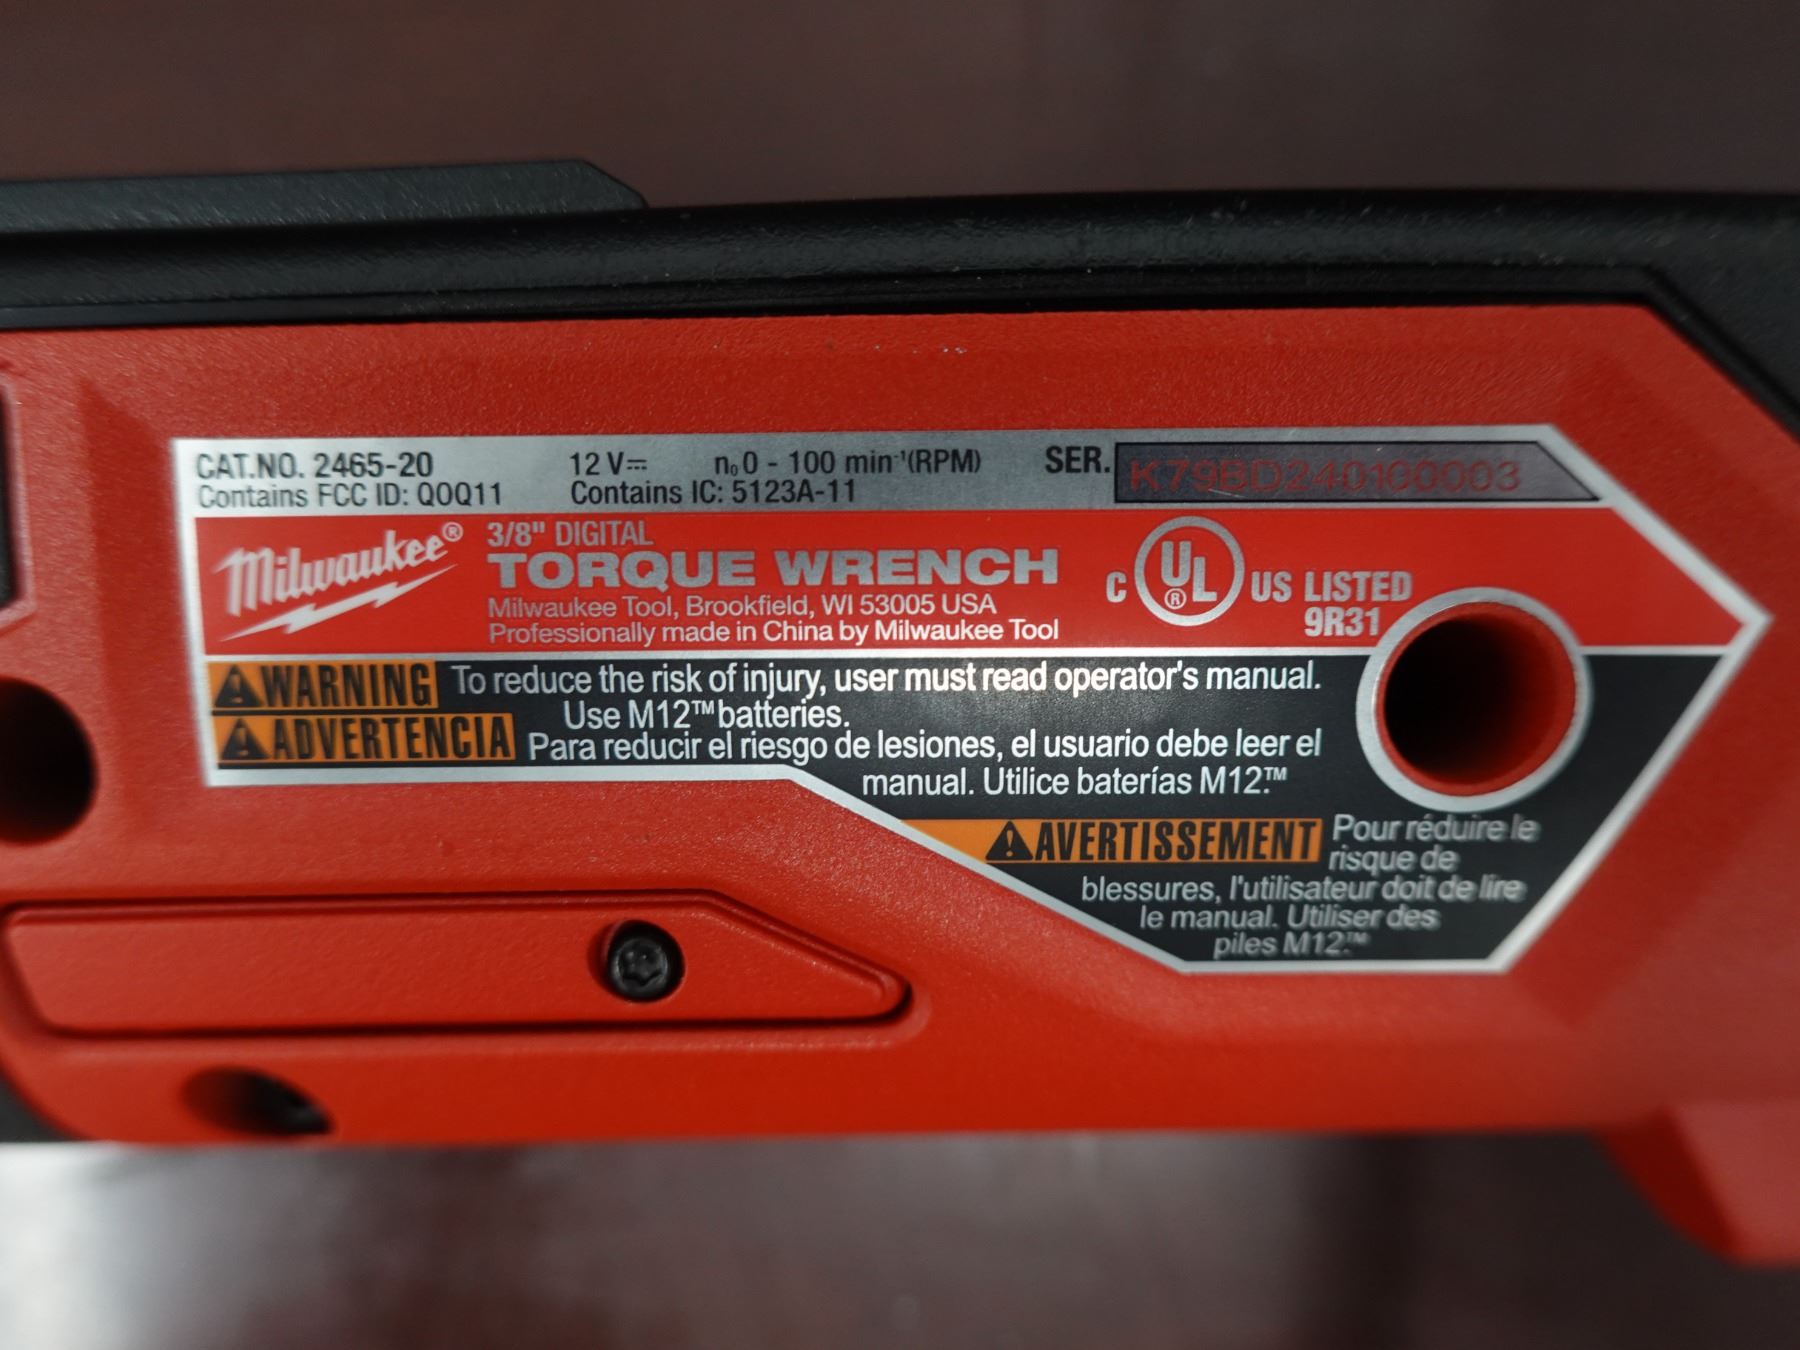 CAT.NO. 2465-20 12 V⎓ n₀ 0 - 100 min⁻¹(RPM) SER. K79BD240100003
Contains FCC ID: QOQ11 Contains IC: 5123A-11
Milwaukee®
3/8" DIGITAL
TORQUE WRENCH
Milwaukee Tool, Brookfield, WI 53005 USA
Professionally made in China by Milwaukee Tool
C UL® US LISTED
9R31
WARNING To reduce the risk of injury, user must read operator's manual.
Use M12™ batteries.
ADVERTENCIA Para reducir el riesgo de lesiones, el usuario debe leer el
manual. Utilice baterías M12.™
AVERTISSEMENT Pour réduire le
risque de
blessures, l'utilisateur doit de lire
le manual. Utiliser des
piles M12.™